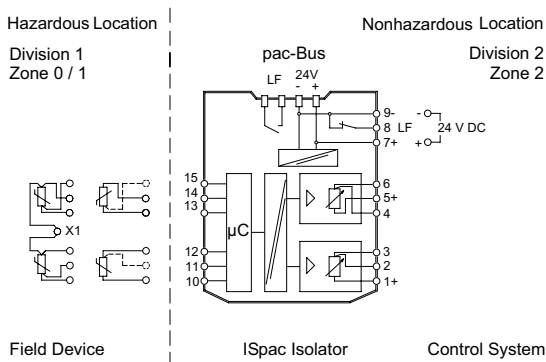 Hazardous Location
Nonhazardous Location
Division 1
Zone 0 / 1
pac-Bus
Division 2
Zone 2
LF
24V
- +
9-
8 LF
7+
-
+
24 V DC
15
14
13
12
11
10
µC
6
5+
4
3
2
1+
X1
Field Device
ISpac Isolator
Control System